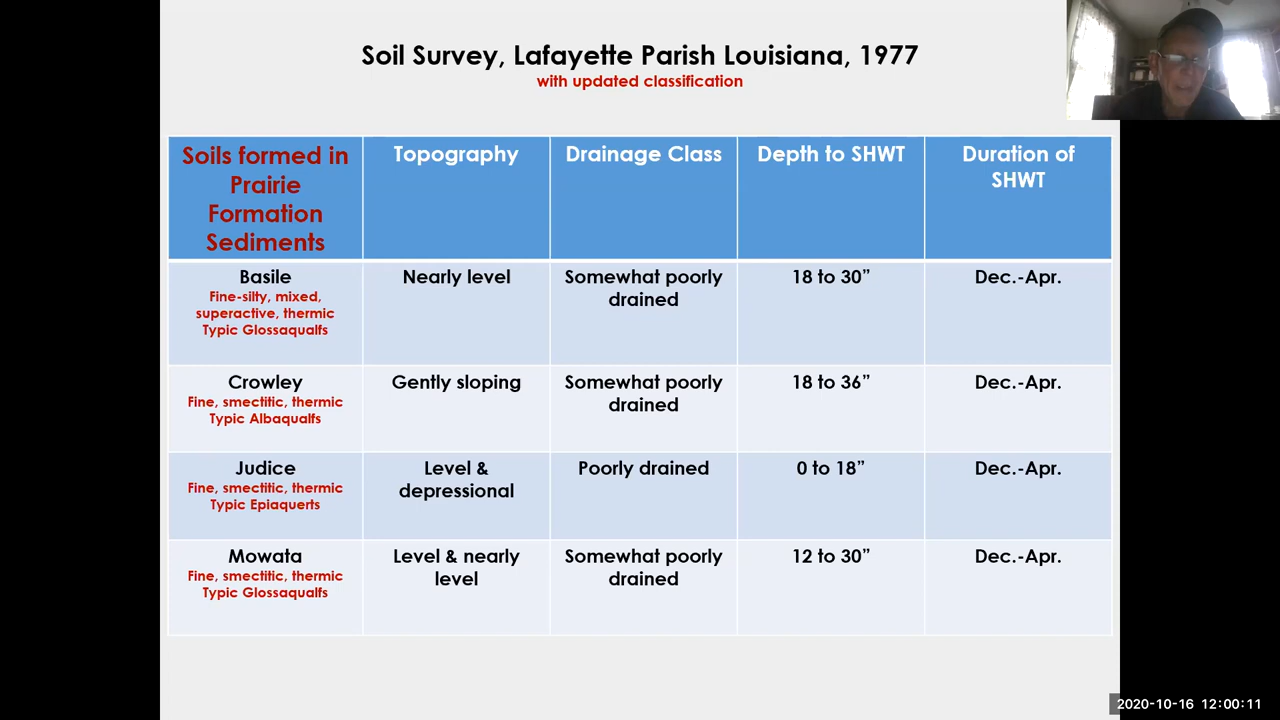 Soil Survey, Lafayette Parish Louisiana, 1977
with updated classification
Soils formed in
Prairie
Formation
Sediments
Topography
Drainage Class
Depth to SHWT
Duration of
SHWT
Basile
Fine-silty, mixed,
superactive, thermic
Typic Glossaqualfs
Nearly level
Somewhat poorly
drained
18 to 30”
Dec.-Apr.
Crowley
Fine, smectitic, thermic
Typic Albaqualfs
Gently sloping
Somewhat poorly
drained
18 to 36”
Dec.-Apr.
Judice
Fine, smectitic, thermic
Typic Epiaquerts
Level &
depressional
Poorly drained
0 to 18”
Dec.-Apr.
Mowata
Fine, smectitic, thermic
Typic Glossaqualfs
Level & nearly
level
Somewhat poorly
drained
12 to 30”
Dec.-Apr.
2020-10-16 12:00:11